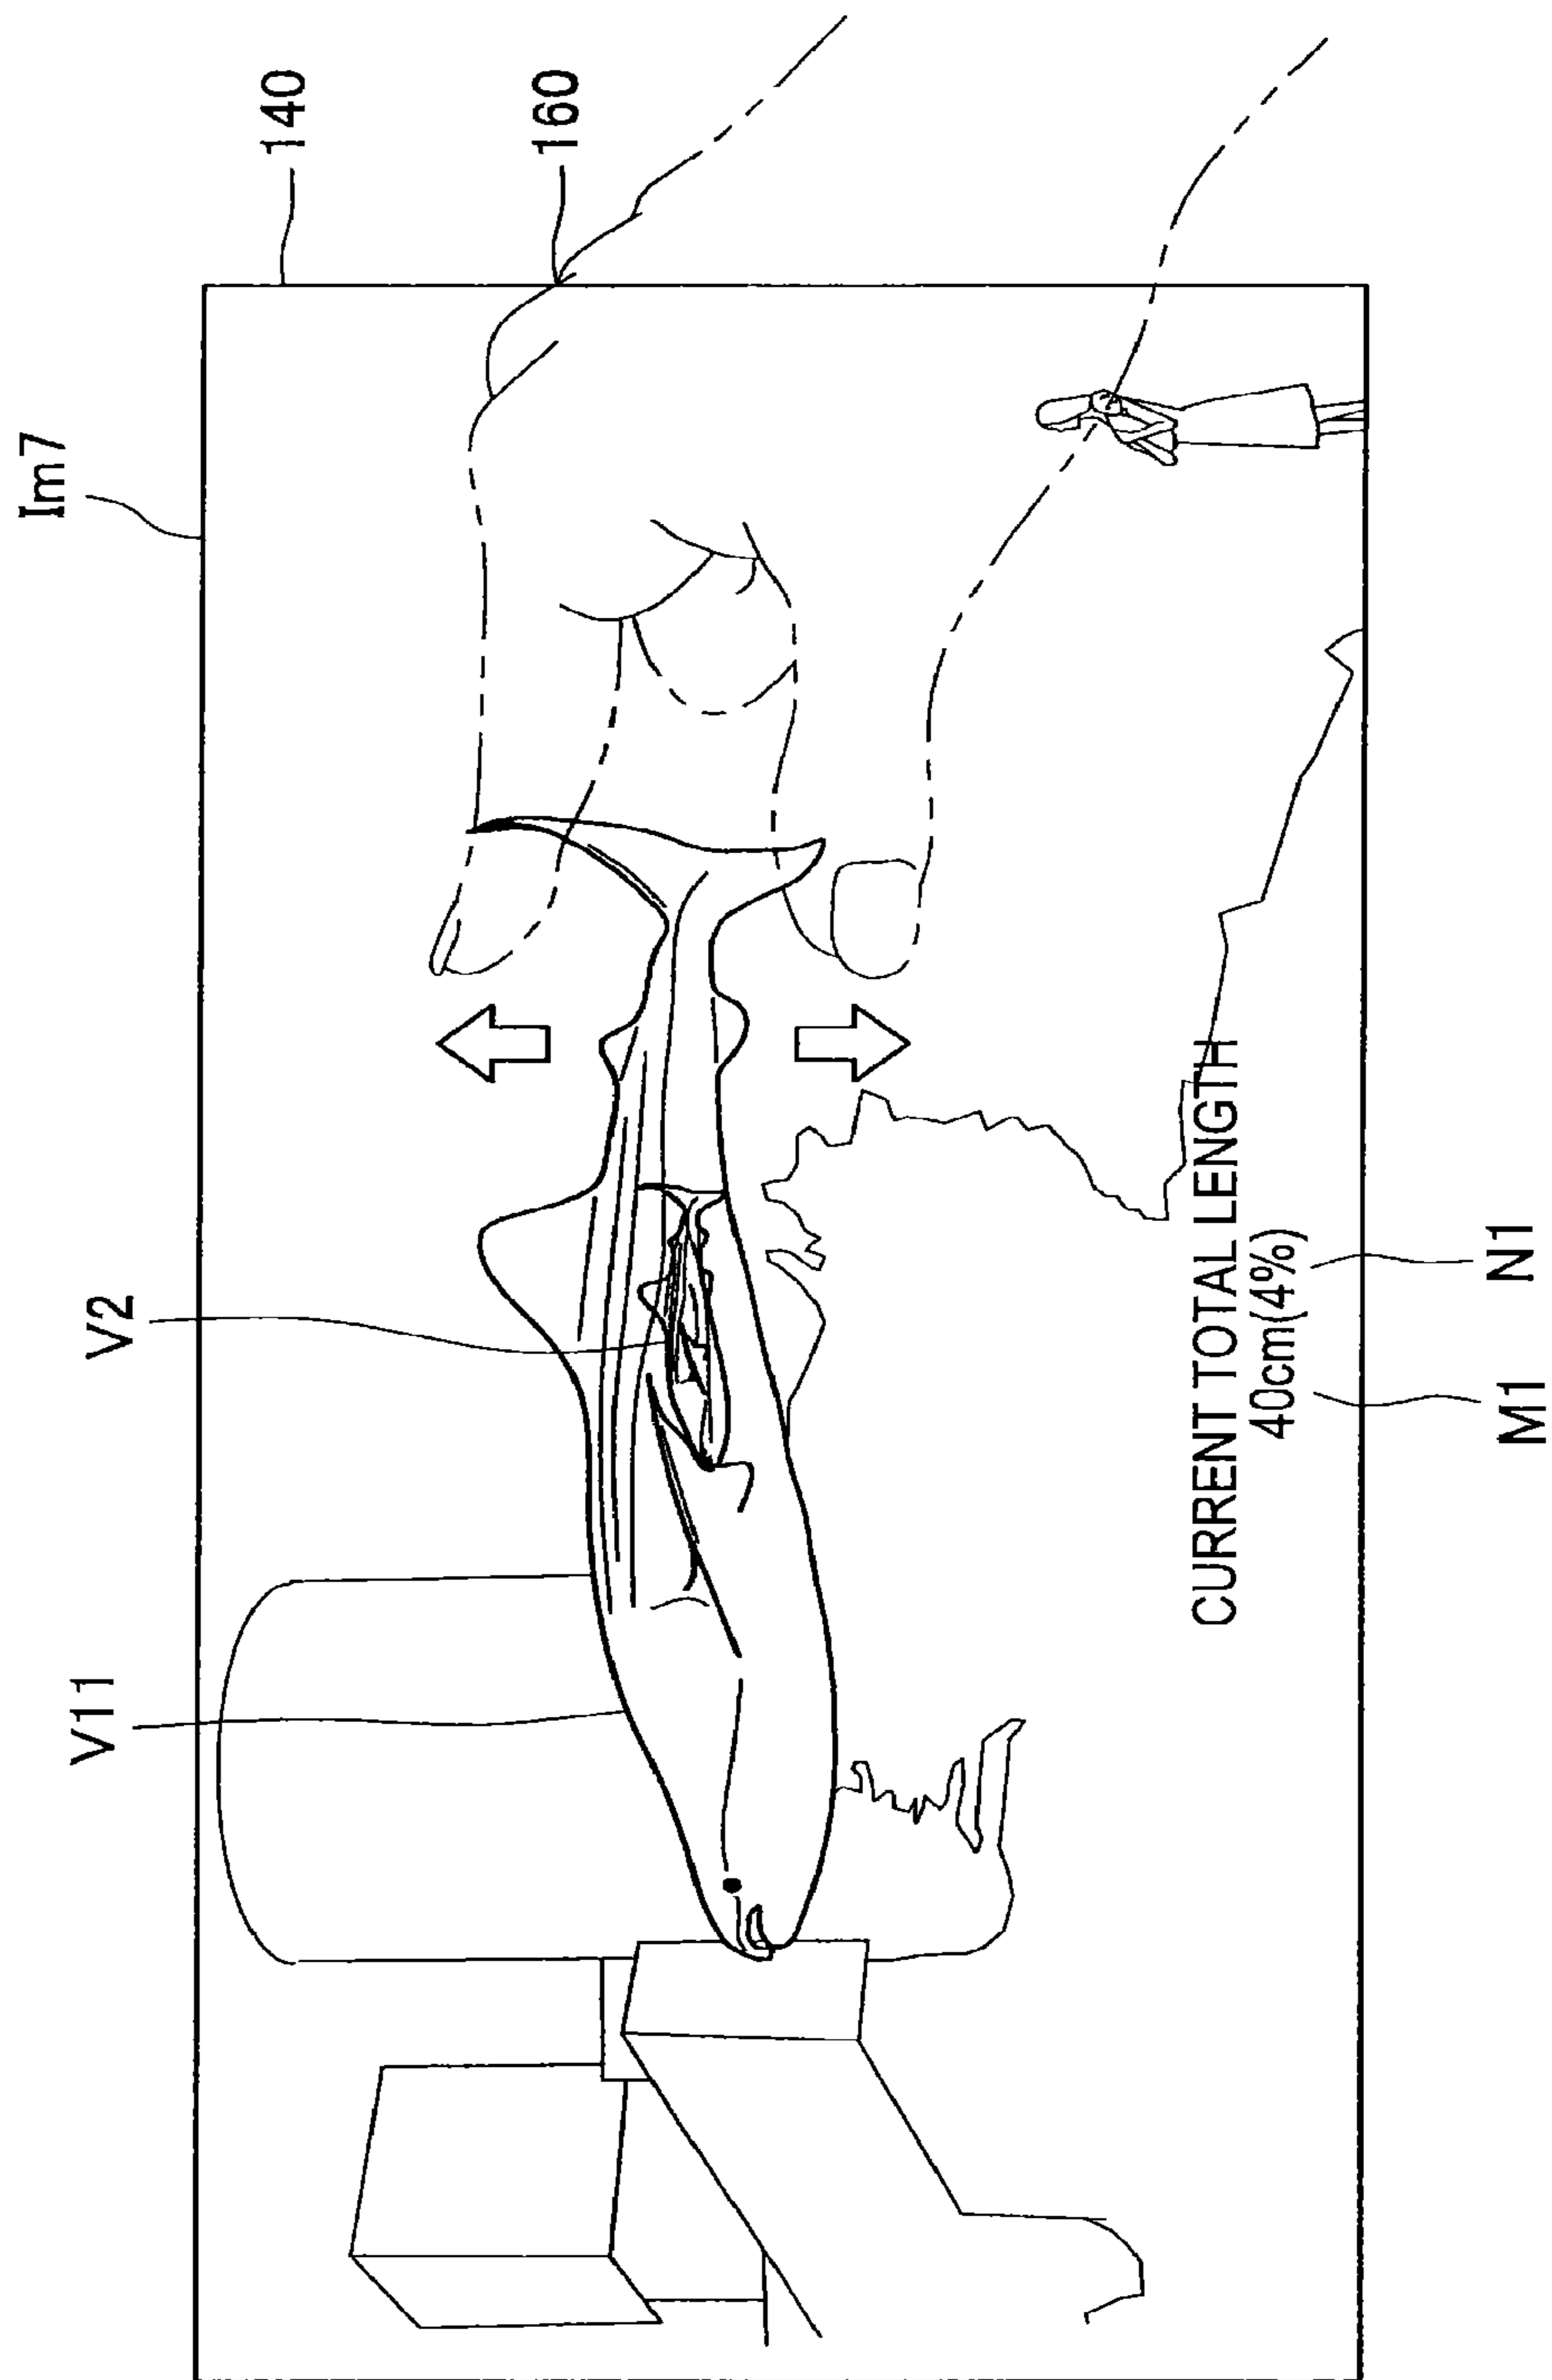 Im7
V11
V2
140
160
CURRENT TOTAL LENGTH
40cm(4%)
M1
N1